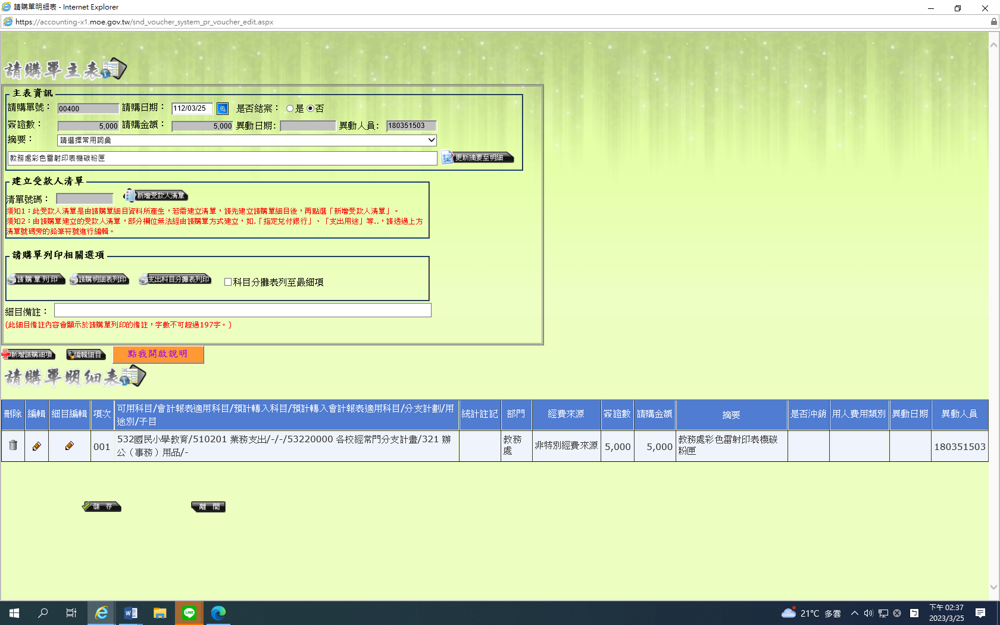 請購單明細表 - Internet Explorer
https://accounting-x1.moe.gov.tw/snd_voucher_system_pr_voucher_edit.aspx
請購單主表
主表資訊
請購單號： 00400 請購日期： 112/03/25 是否結案： 是 否
簽證數： 5,000 請購金額： 5,000 異動日期: 異動人員: 180351503
摘要： 請選擇常用詞彙
教務處彩色雷射印表機碳粉匣 更新摘要至明細
建立受款人清單
清單號碼： 新增受款人清單
須知1：此受款人清單是由請購單細目資料所產生，若需建立清單，請先建立請購單細目後，再點選「新增受款人清單」。
須知2：由請購單建立的受款人清單，部分欄位無法經由請購單方式建立，如.「指定兌付銀行」、「支出用途」等..，請透過上方
清單號碼旁的鉛筆符號進行編輯。
請購單列印相關選項
請購單列印 請購明細表列印 支出科目分攤表列印 科目分攤表列至最細項
細目備註：
(此細目備註內容會顯示於請購單列印的備註，字數不可超過197字。)
新增請購細項 編輯細目 點我開啟說明
請購單明細表
刪除 編輯 細目編輯 項次 可用科目/會計報表適用科目/預計轉入科目/預計轉入會計報表適用科目/分支計劃/用
途別/子目 統計註記 部門 經費來源 簽證數 請購金額 摘要 是否沖銷 用人費用類別 異動日期 異動人員
001 532國民小學教育/510201 業務支出/-/-/53220000 各校經常門分支計畫/321 辦
公（事務）用品/- 教務
處 非特別經費來源 5,000 5,000 教務處彩色雷射印表機碳
粉匣 180351503
儲 存 離 開
21°C 多雲 下午 02:37
2023/3/25